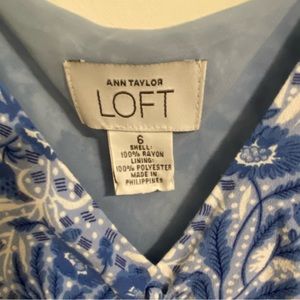 ANN TAYLOR
LOFT
6
SHELL:
100% RAYON
LINING:
100% POLYESTER
MADE IN
PHILIPPINES